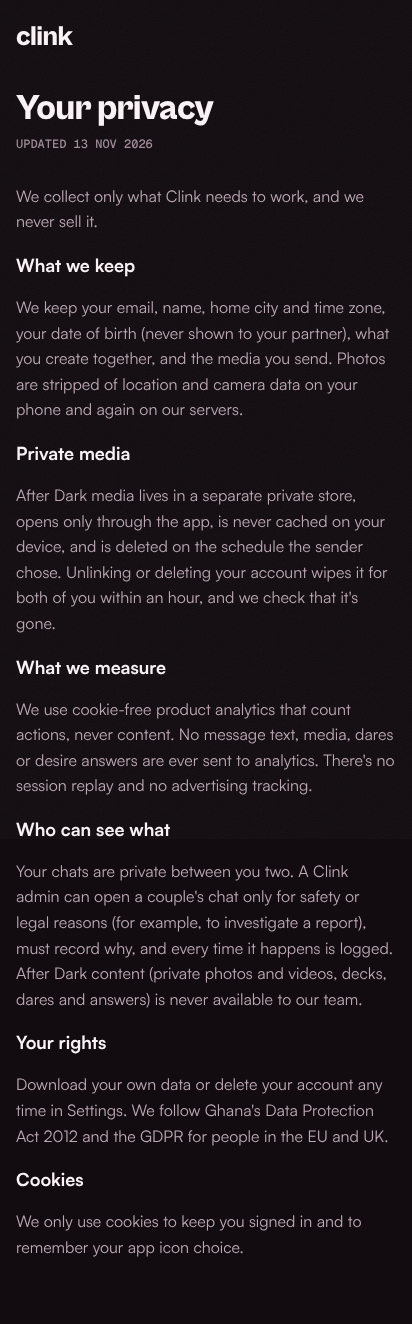 clink
Your privacy
UPDATED 13 NOV 2026
We collect only what Clink needs to work, and we
never sell it.
What we keep
We keep your email, name, home city and time zone,
your date of birth (never shown to your partner), what
you create together, and the media you send. Photos
are stripped of location and camera data on your
phone and again on our servers.
Private media
After Dark media lives in a separate private store,
opens only through the app, is never cached on your
device, and is deleted on the schedule the sender
chose. Unlinking or deleting your account wipes it for
both of you within an hour, and we check that it's
gone.
What we measure
We use cookie-free product analytics that count
actions, never content. No message text, media, dares
or desire answers are ever sent to analytics. There's no
session replay and no advertising tracking.
Who can see what
Your chats are private between you two. A Clink
admin can open a couple's chat only for safety or
legal reasons (for example, to investigate a report),
must record why, and every time it happens is logged.
After Dark content (private photos and videos, decks,
dares and answers) is never available to our team.
Your rights
Download your own data or delete your account any
time in Settings. We follow Ghana's Data Protection
Act 2012 and the GDPR for people in the EU and UK.
Cookies
We only use cookies to keep you signed in and to
remember your app icon choice.